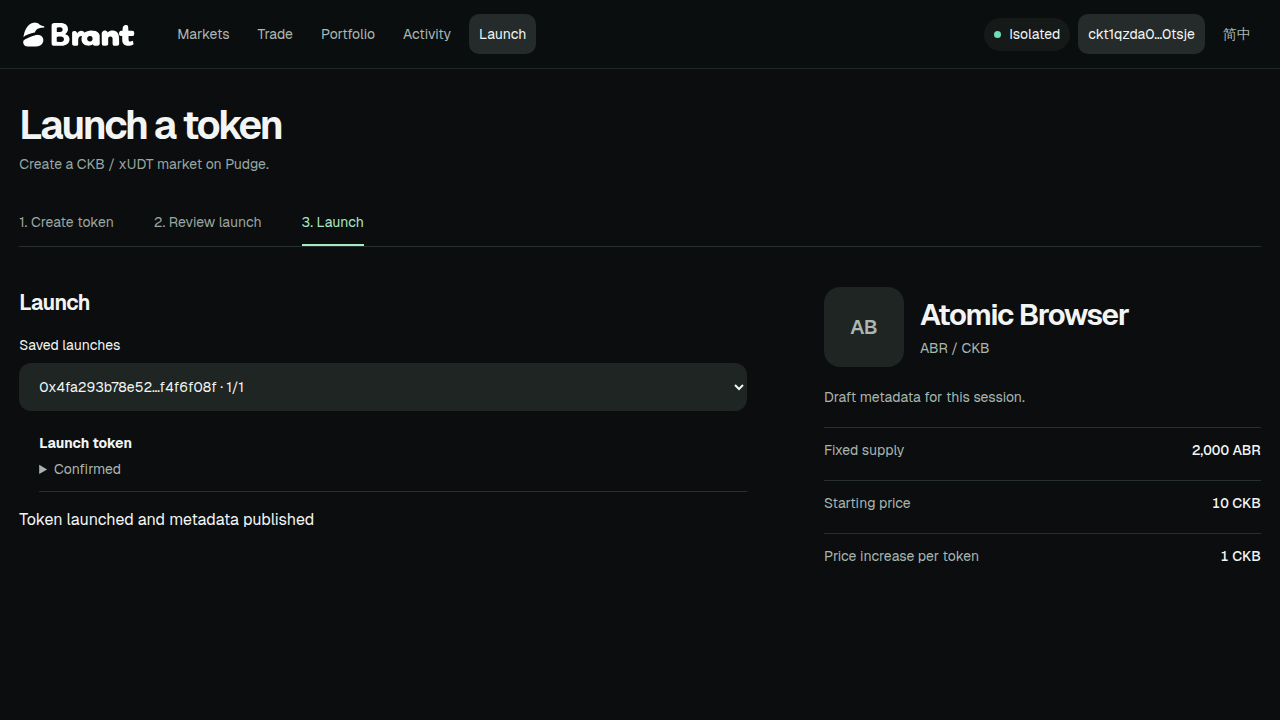 Brant
Markets
Trade
Portfolio
Activity
Launch
Isolated
ckt1qzda0...0tsje
简中
Launch a token
Create a CKB / xUDT market on Pudge.
1. Create token
2. Review launch
3. Launch
Launch
Saved launches
0x4fa293b78e52...f4f6f08f · 1/1
Launch token
Confirmed
Token launched and metadata published
AB
Atomic Browser
ABR / CKB
Draft metadata for this session.
Fixed supply
2,000 ABR
Starting price
10 CKB
Price increase per token
1 CKB